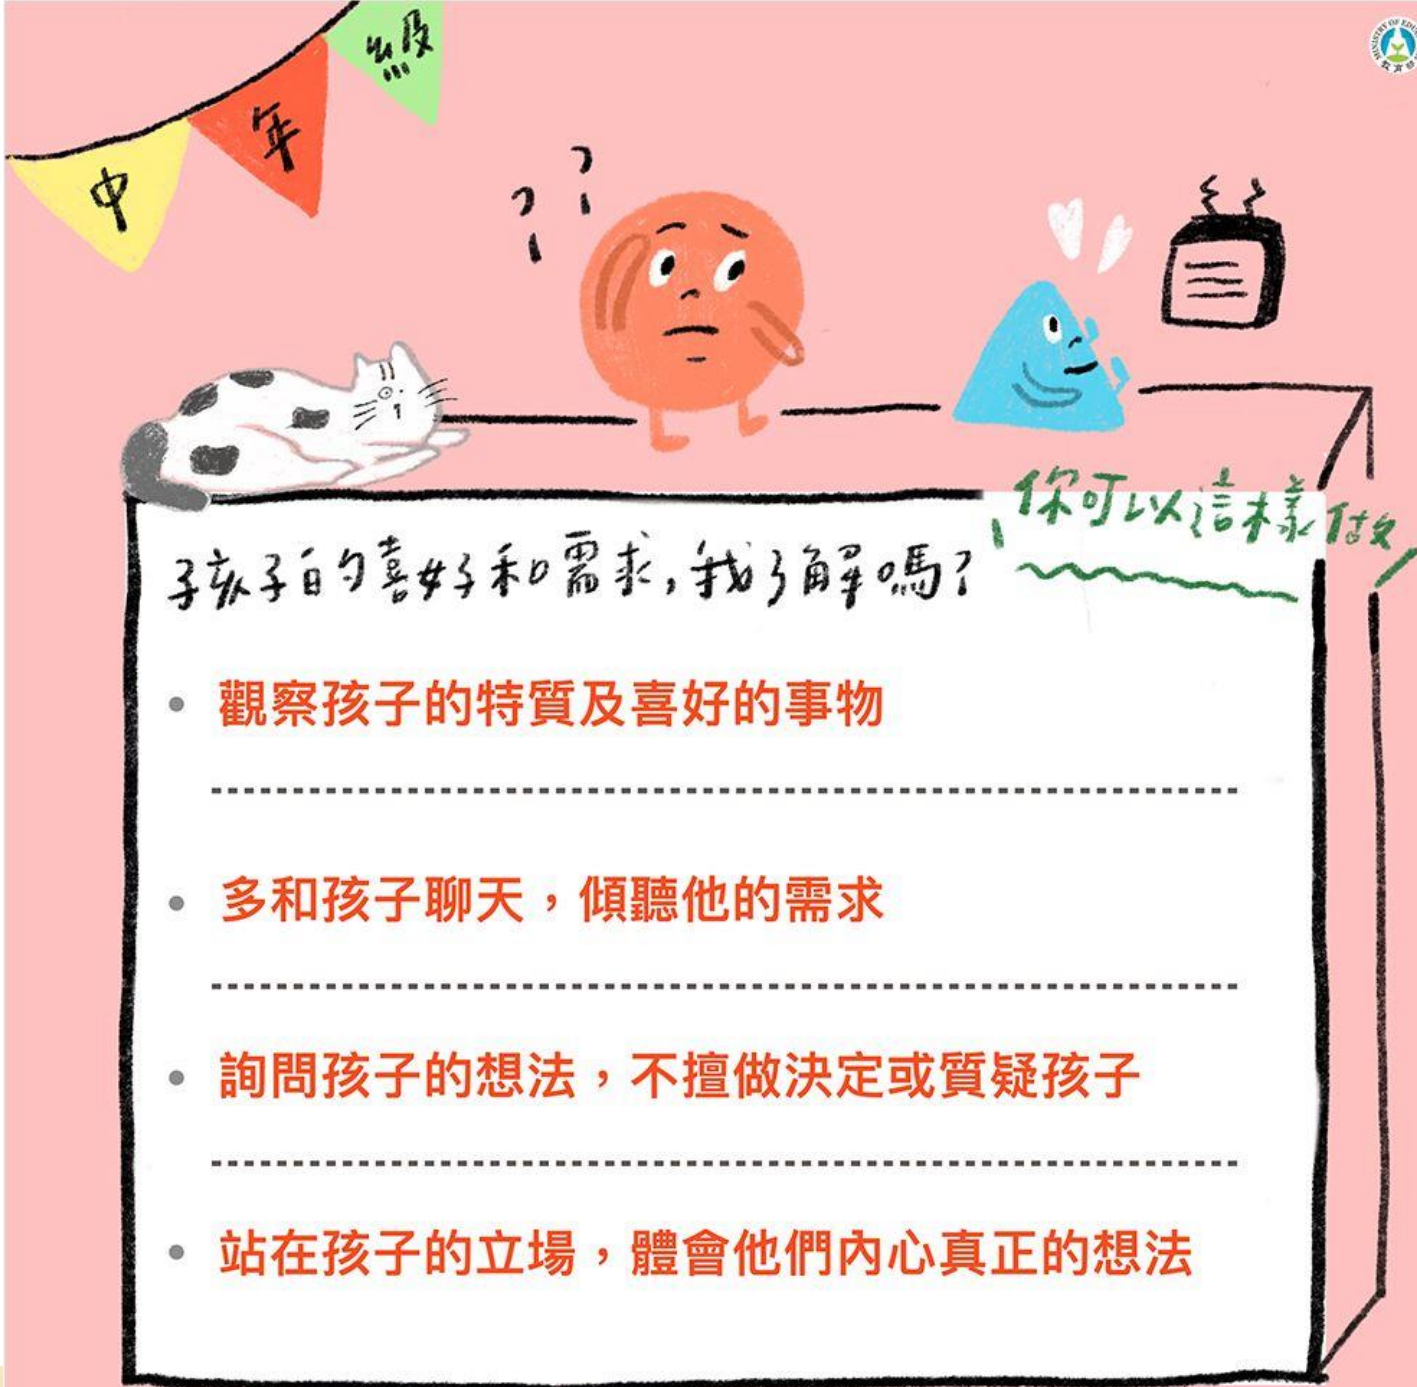 中年級
孩子的喜好和需求,我了解嗎?
你可以這樣做
觀察孩子的特質及喜好的事物
多和孩子聊天,傾聽他的需求
詢問孩子的想法,不擅做決定或質疑孩子
站在孩子的立場,體會他們內心真正的想法